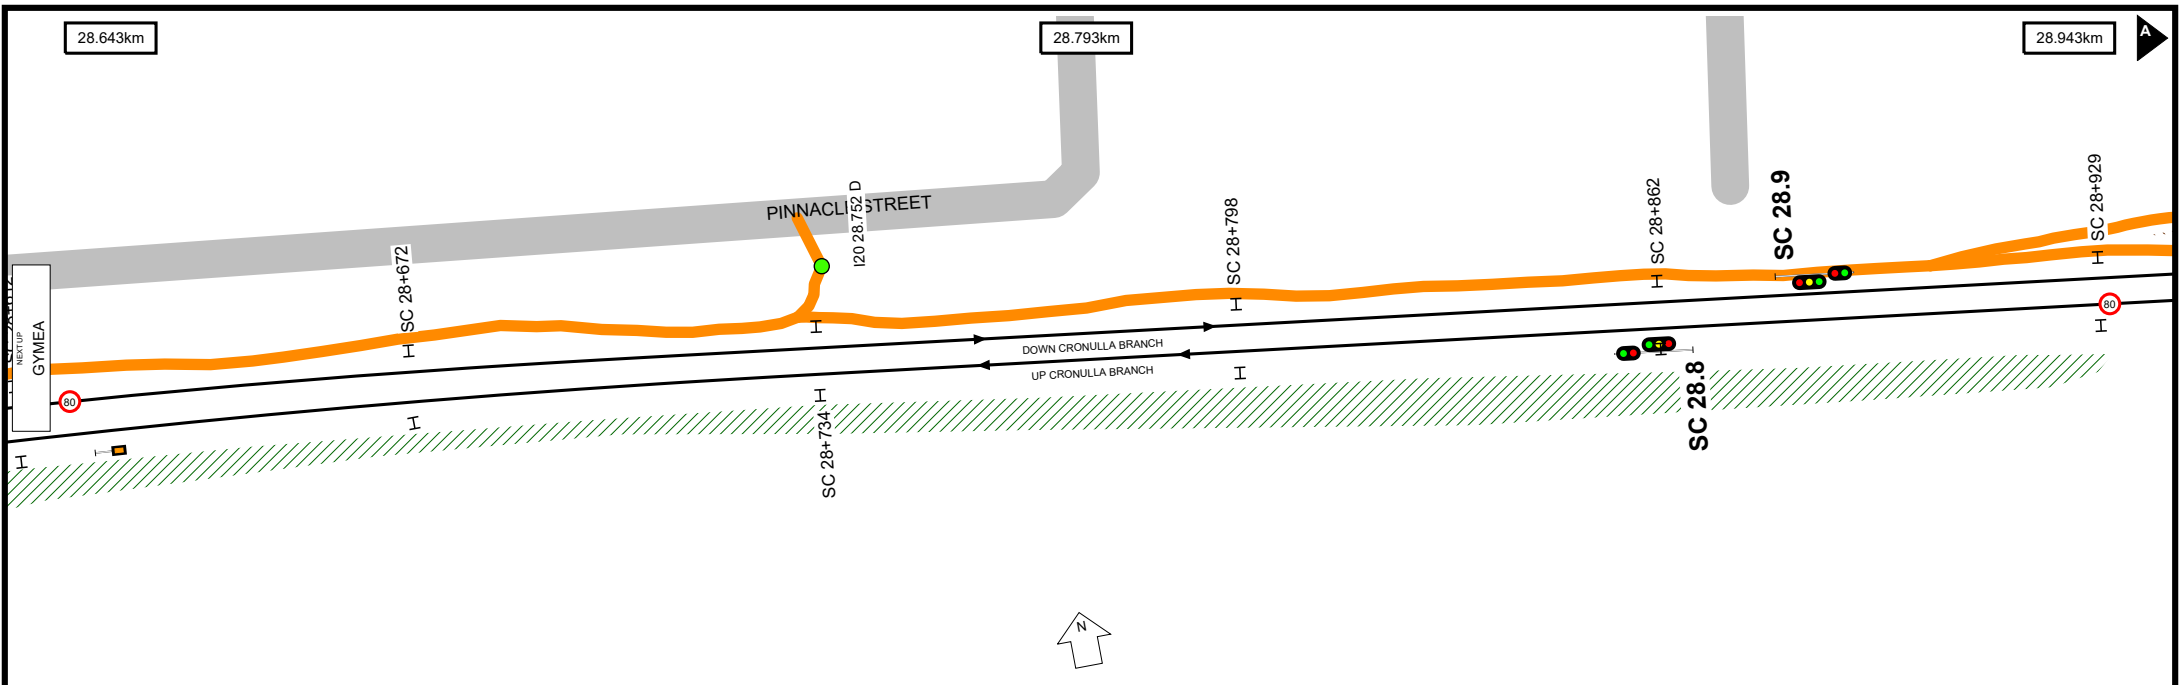 28.643km
28.793km
28.943km
A
PINNACLE STREET
I20 28.752 D
SC 28+672
SC 28+798
SC 28+862
SC 28.9
SC 28+929
NEXT UP
GYMEA
80
80
DOWN CRONULLA BRANCH
UP CRONULLA BRANCH
SC 28+734
SC 28.8
N